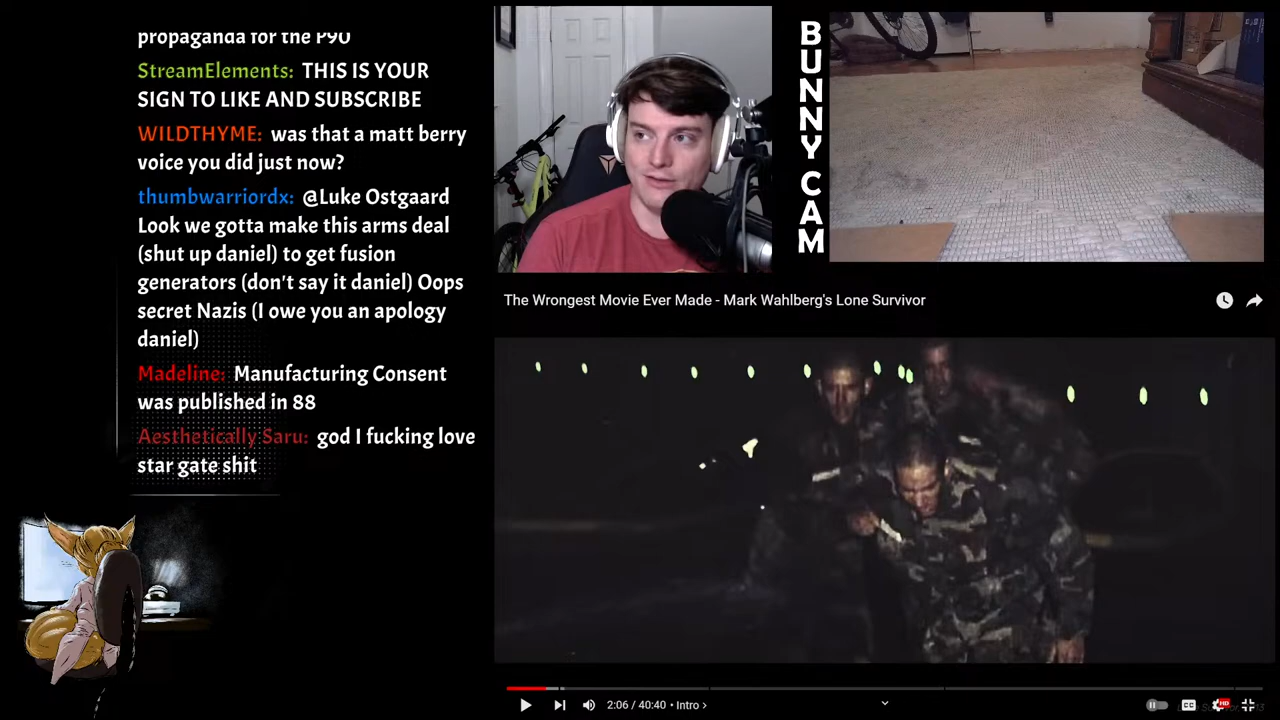 propaganda for the P90
StreamElements: THIS IS YOUR
SIGN TO LIKE AND SUBSCRIBE
WILDTHYME: was that a matt berry
voice you did just now?
thumbwarriordx: @Luke Ostgaard
Look we gotta make this arms deal
(shut up daniel) to get fusion
generators (don't say it daniel) Oops
secret Nazis (I owe you an apology
daniel)
Madeline: Manufacturing Consent
was published in 88
Aesthetically Saru: god I fucking love
star gate shit
BUNNY CAM
The Wrongest Movie Ever Made - Mark Wahlberg's Lone Survivor
2:06 / 40:40 • Intro ›
CC
HD